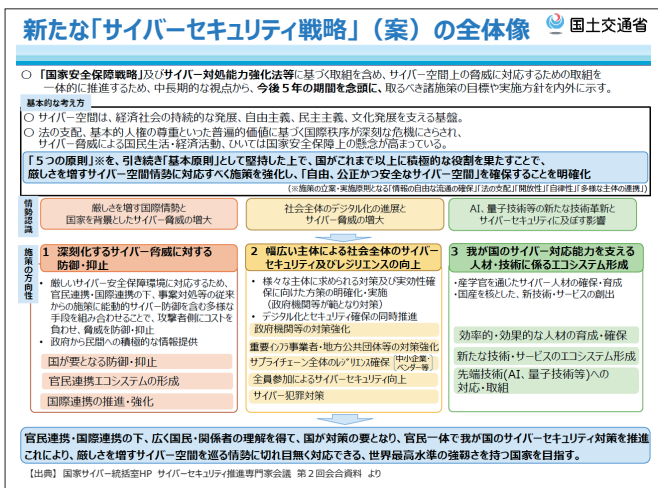 新たな「サイバーセキュリティ戦略」（案）の全体像
国土交通省
○ 「国家安全保障戦略」及びサイバー対処能力強化法等に基づく取組を含め、サイバー空間上の脅威に対応するための取組を
一体的に推進するため、中長期的な視点から、今後５年の期間を念頭に、取るべき諸施策の目標や実施方針を内外に示す。
基本的な考え方
○ サイバー空間は、経済社会の持続的な発展、自由主義、民主主義、文化発展を支える基盤。
○ 法の支配、基本的人権の尊重といった普遍的価値に基づく国際秩序が深刻な危機にさらされ、
サイバー脅威による国民生活・経済活動、ひいては国家安全保障上の懸念が高まっている。
「５つの原則」※を、引き続き「基本原則」として堅持した上で、国がこれまで以上に積極的な役割を果たすことで、
厳しさを増すサイバー空間情勢に対応すべく施策を強化し、「自由、公正かつ安全なサイバー空間」を確保することを明確化
（※施策の立案・実施原則となる「情報の自由な流通の確保」「法の支配」「開放性」「自律性」「多様な主体の連携」）
情勢認識
厳しさを増す国際情勢と
国家を背景としたサイバー脅威の増大
社会全体のデジタル化の進展と
サイバー脅威の増大
AI、量子技術等の新たな技術革新と
サイバーセキュリティに及ぼす影響
施策の方向性
1 深刻化するサイバー脅威に対する
防御・抑止
• 厳しいサイバー安全保障環境に対応するため、
官民連携・国際連携の下、事案対処等の従来
からの施策に能動的サイバー防御を含む多様な
手段を組み合わせることで、攻撃者側にコストを
負わせ、脅威を防御・抑止
• 政府から民間への積極的な情報提供
国が要となる防御・抑止
官民連携エコシステムの形成
国際連携の推進・強化
2 幅広い主体による社会全体のサイバー
セキュリティ及びレジリエンスの向上
• 様々な主体に求められる対策及び実効性
確保に向けた方策の明確化・実施
（政府機関等が範となり対策）
• デジタル化とセキュリティ確保の同時推進
政府機関等の対策強化
重要インフラ事業者・地方公共団体等の対策強化
サプライチェーン全体のレジリエンス確保
中小企業・
ベンダー等
全員参加によるサイバーセキュリティ向上
サイバー犯罪対策
3 我が国のサイバー対応能力を支える
人材・技術に係るエコシステム形成
・産学官を通じたサイバー人材の確保・育成
・国産を核とした、新技術・サービスの創出
効率的・効果的な人材の育成・確保
新たな技術・サービスのエコシステム形成
先端技術(AI、量子技術等)への
対応・取組
官民連携・国際連携の下、広く国民・関係者の理解を得て、国が対策の要となり、官民一体で我が国のサイバーセキュリティ対策を推進
これにより、厳しさを増すサイバー空間を巡る情勢に切れ目無く対応できる、世界最高水準の強靱さを持つ国家を目指す。
【出典】 国家サイバー統括室HP サイバーセキュリティ推進専門家会議 第２回会合資料 より